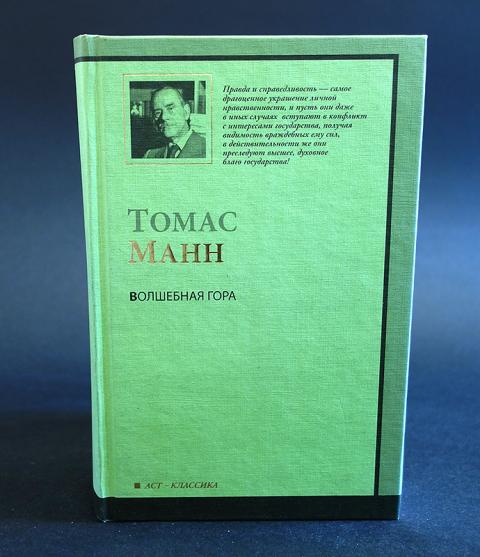 Правда и справедливость — самое
драгоценное украшение личной
нравственности, и пусть они даже
в иных случаях вступают в конфликт
с интересами государства, получая
видимость враждебных ему сил,
в действительности же они
преследуют высшее, духовное
благо государства!
ТОМАС
МАНН
ВОЛШЕБНАЯ ГОРА
АСТ – КЛАССИКА